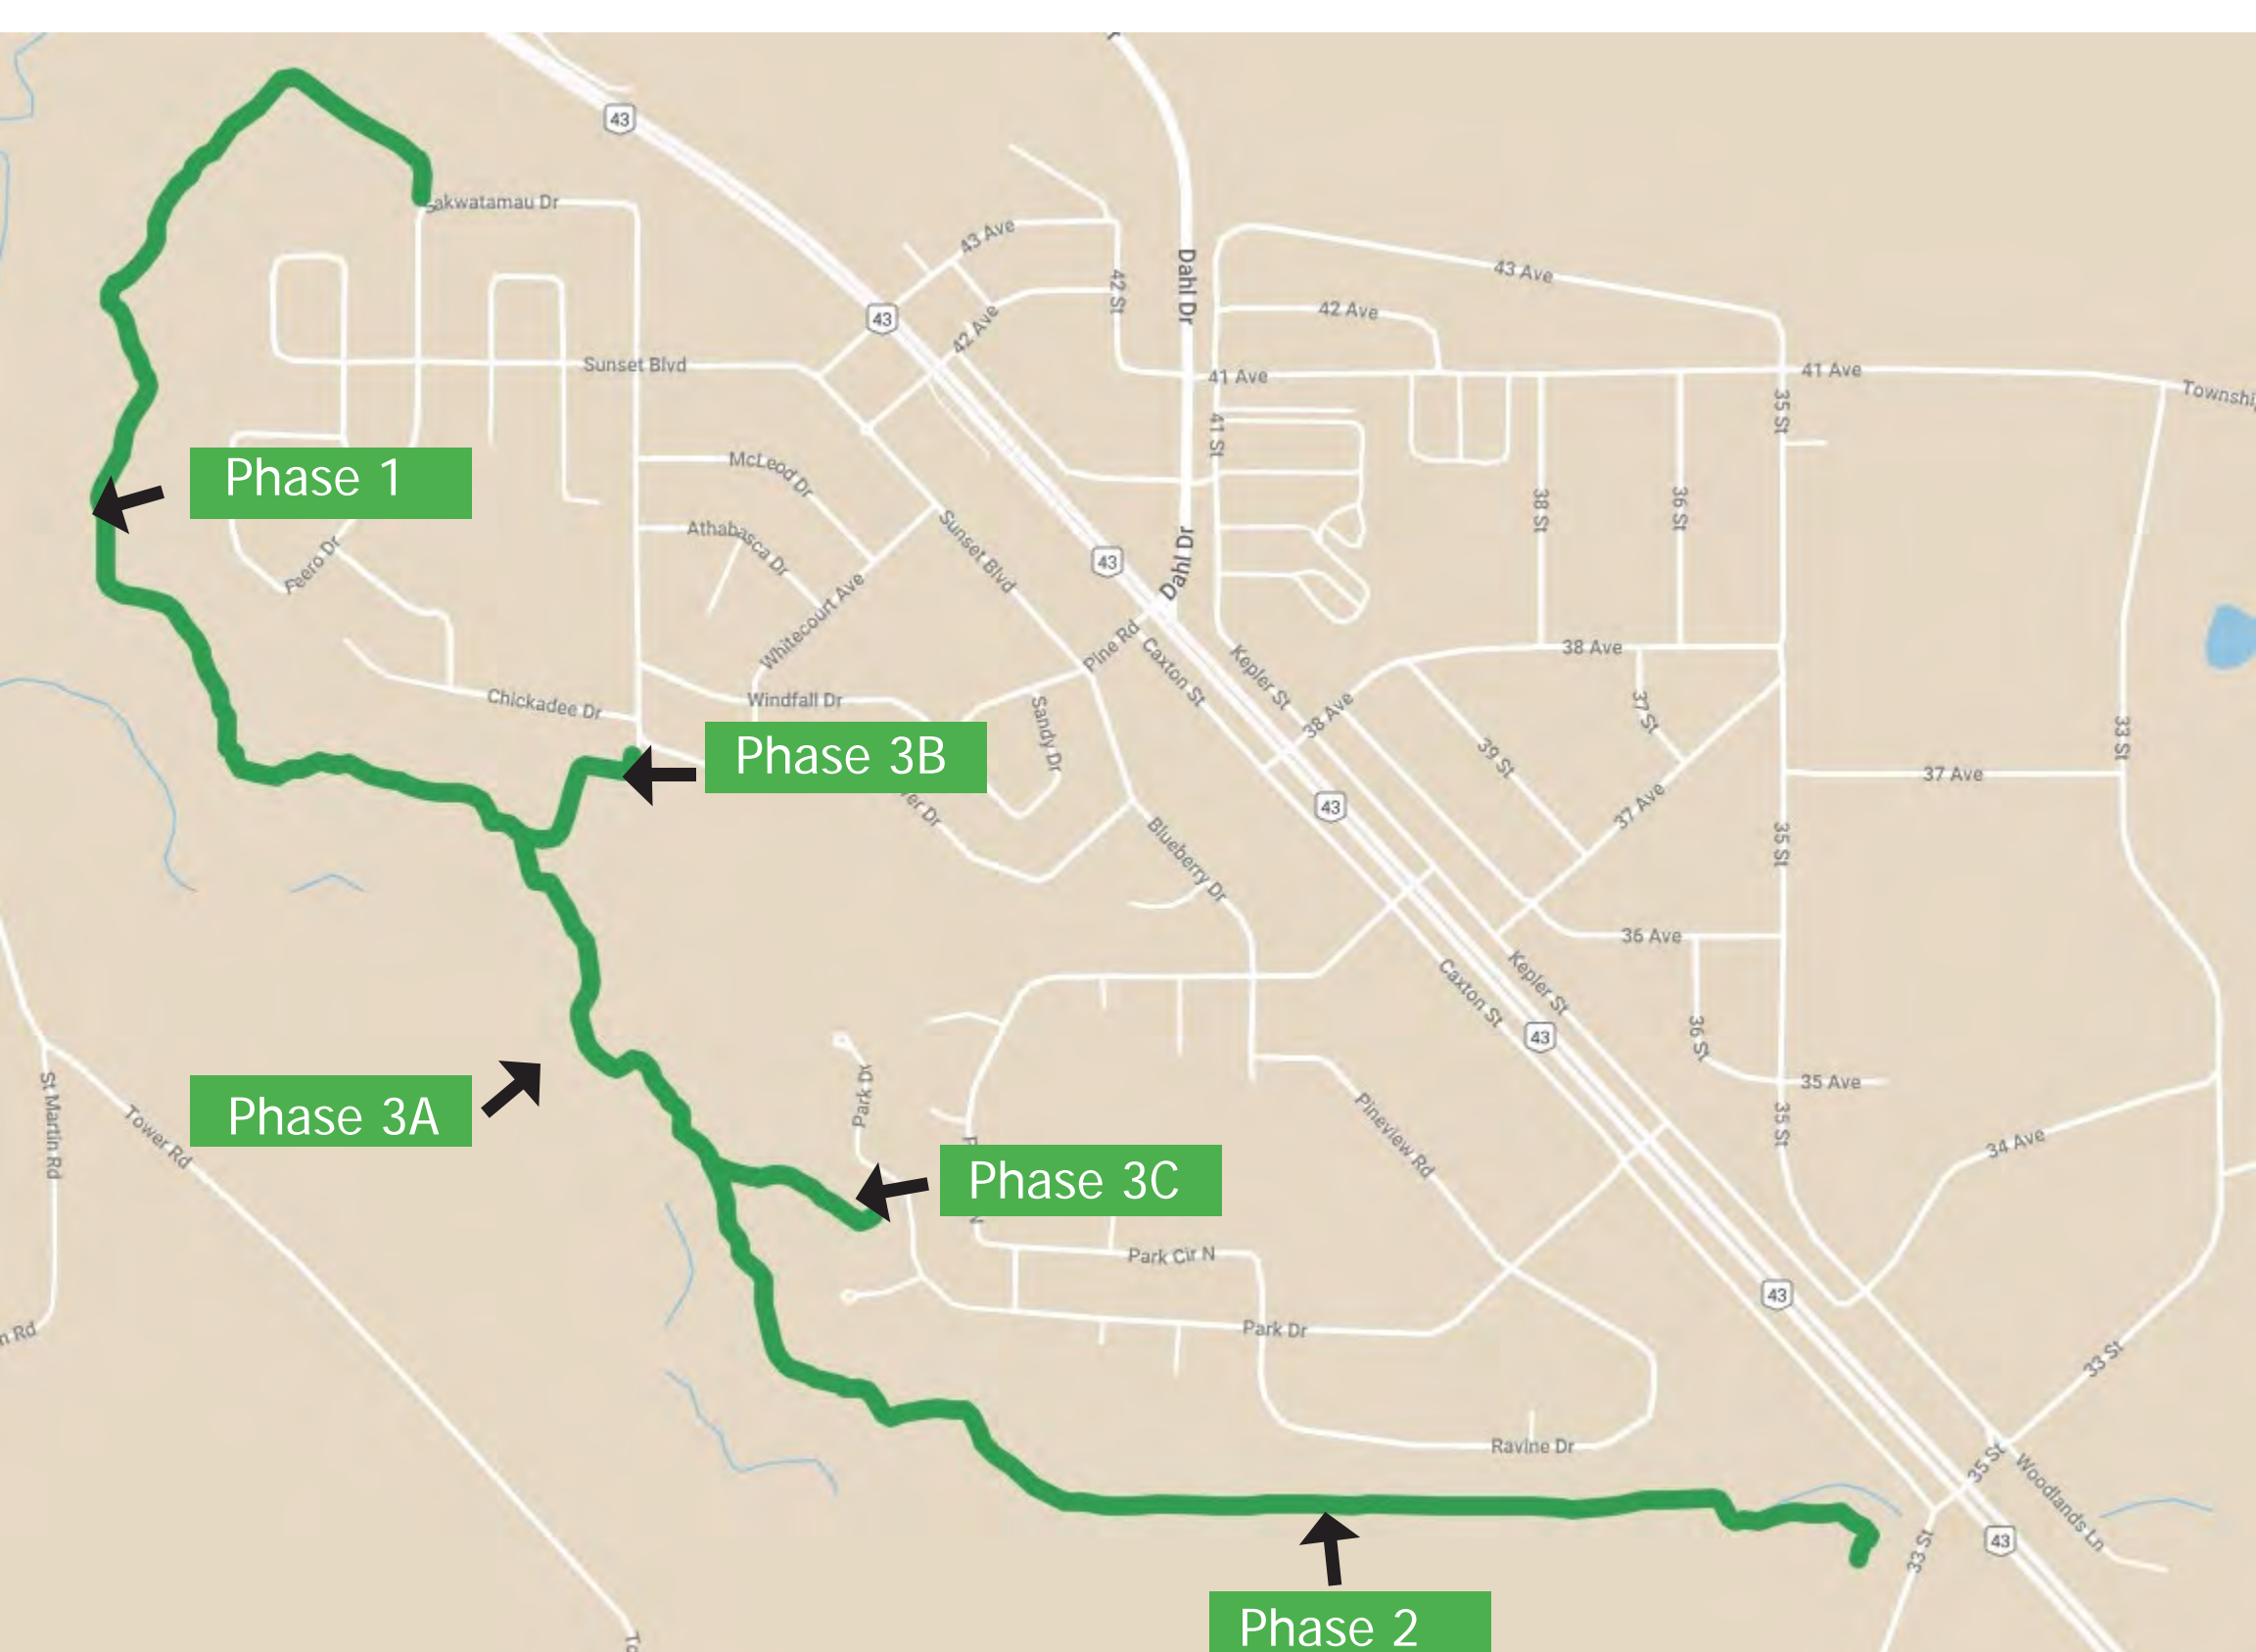 43
Sakwatamau Dr
43 Ave
Dahl Dr
42 St
43 Ave
43
42 Ave
42 Ave
Sunset Blvd
41 Ave
41 Ave
Township
35 St
41 St
McLeod Dr
Phase 1
38 St
36 St
Athabasca Dr
Sunset Blvd
43
Dahl Dr
Feero Dr
Whitecourt Ave
Pine Rd
Caxton St
Kepler St
38 Ave
Chickadee Dr
Windfall Dr
Sandy Dr
38 Ave
37 St
39 St
33 St
Phase 3B
37 Ave
ver Dr
43
37 Ave
35 St
Blueberry Dr
36 Ave
Caxton St
Kepler St
43
36 St
St Martin Rd
Tower Rd
Park Dr
35 Ave
Phase 3A
Pineview Rd
35 St
34 Ave
Phase 3C
Park Cir N
43
n Rd
Park Dr
33 St
Ravine Dr
35 St
Woodlands Ln
33 St
43
Phase 2
To